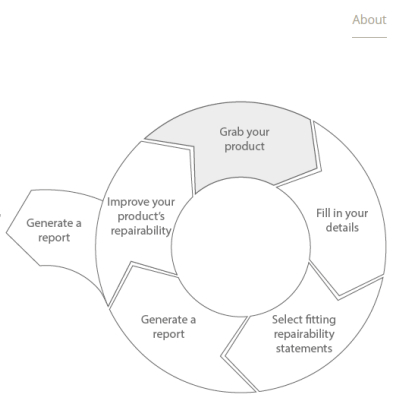 About
Grab your
product
Fill in your
details
Select fitting
repairability
statements
Generate a
report
Improve your
product's
repairability
Generate a
report